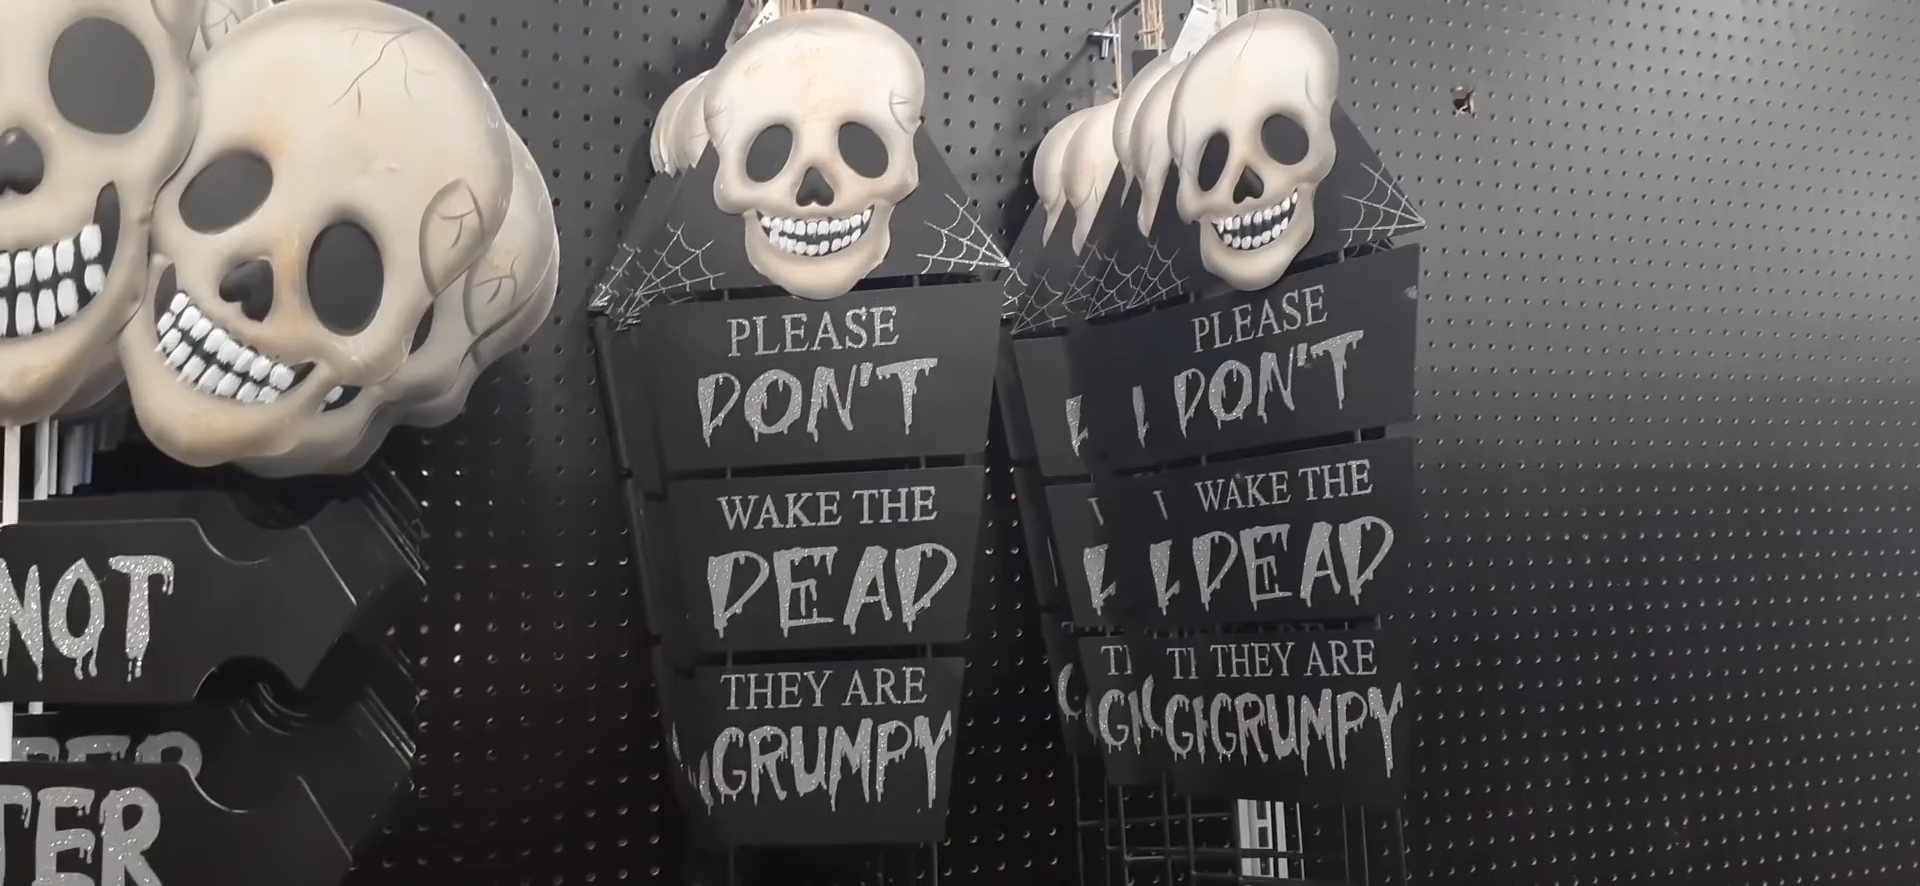 NOT
TER
PLEASE
DON'T
WAKE THE
DEAD
THEY ARE
GRUMPY
PLEASE
DON'T
WAKE THE
DEAD
THEY ARE
GRUMPY